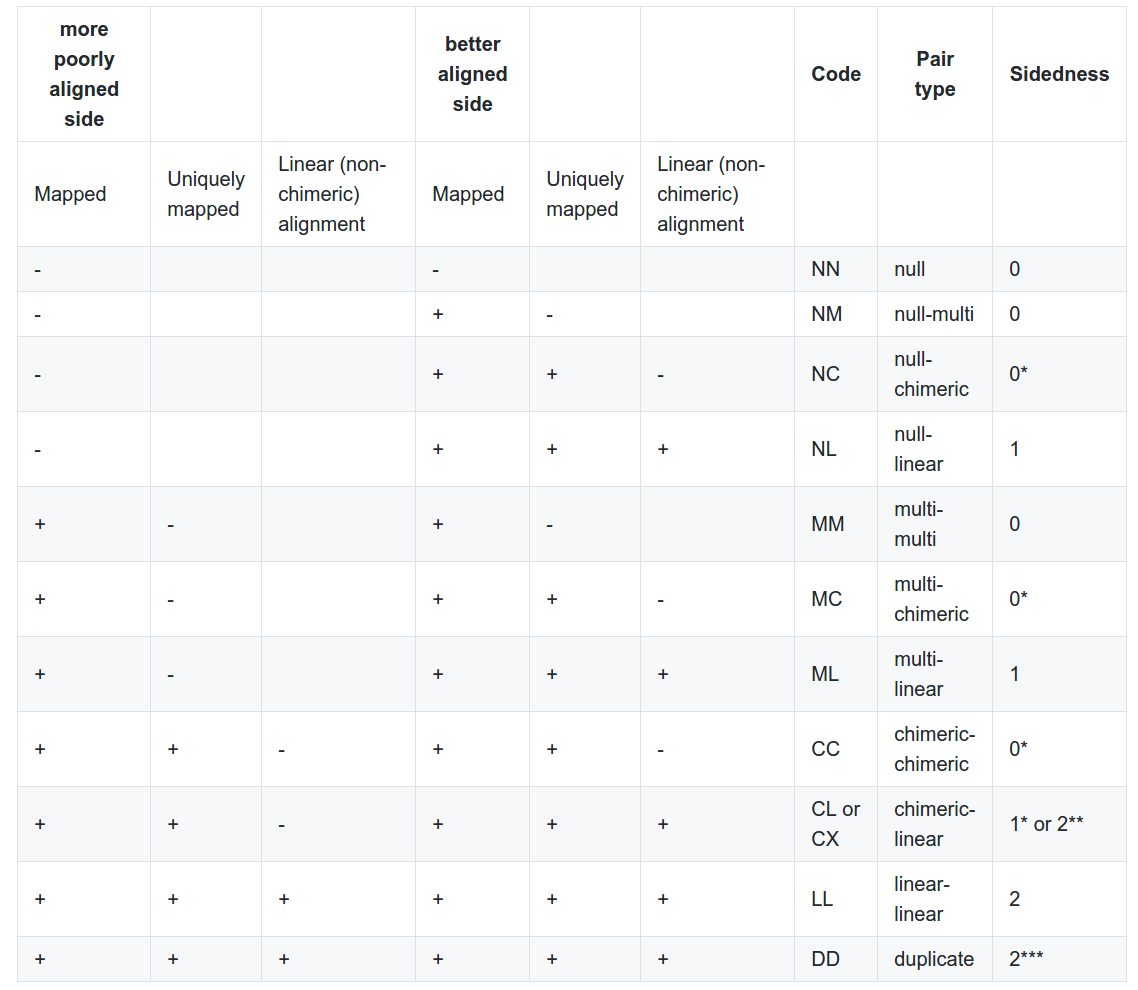 more poorly aligned side | | | better aligned side | | | Code | Pair type | Sidedness
Mapped | Uniquely mapped | Linear (non-chimeric) alignment | Mapped | Uniquely mapped | Linear (non-chimeric) alignment | | |
- | | | - | | | NN | null | 0
- | | | + | - | | NM | null-multi | 0
- | | | + | + | - | NC | null-chimeric | 0*
- | | | + | + | + | NL | null-linear | 1
+ | - | | + | - | | MM | multi-multi | 0
+ | - | | + | + | - | MC | multi-chimeric | 0*
+ | - | | + | + | + | ML | multi-linear | 1
+ | + | - | + | + | - | CC | chimeric-chimeric | 0*
+ | + | - | + | + | + | CL or CX | chimeric-linear | 1* or 2**
+ | + | + | + | + | + | LL | linear-linear | 2
+ | + | + | + | + | + | DD | duplicate | 2***